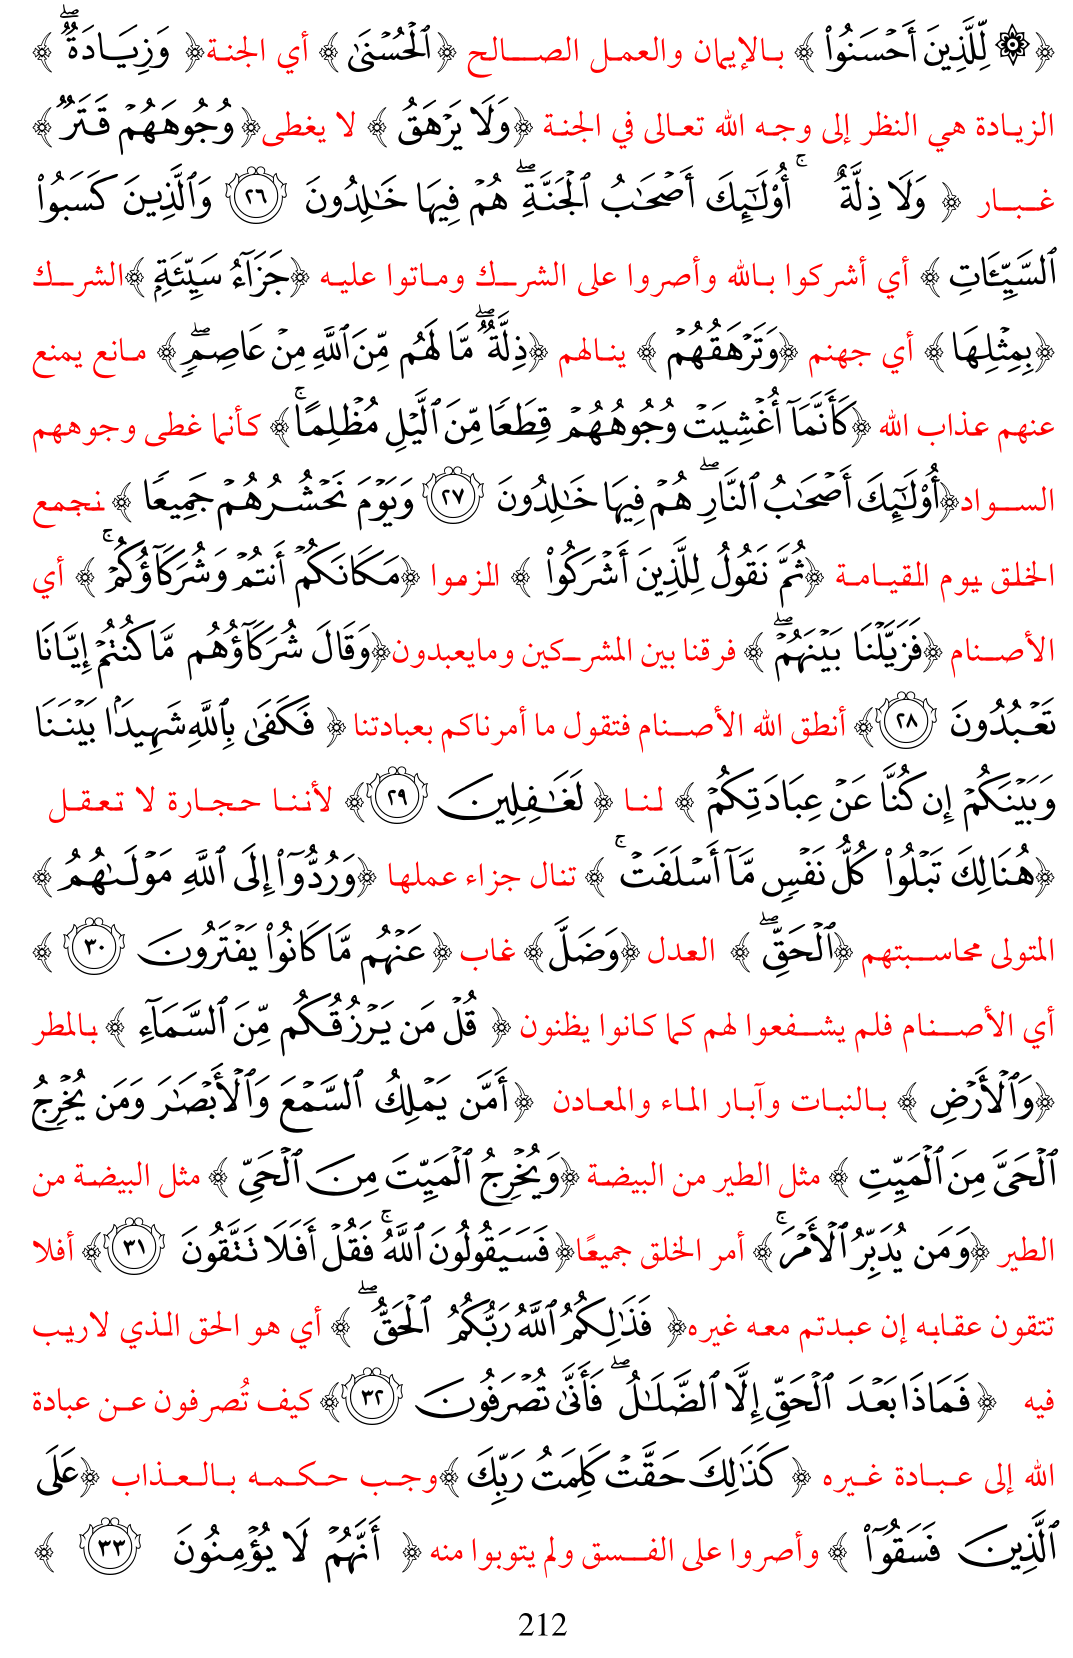 ﴿ ۞ لِّلَّذِينَ أَحْسَنُوا۟ ﴾ بالإيمان والعمل الصالح ﴿ ٱلْحُسْنَىٰ ﴾ أي الجنة﴿ وَزِيَادَةٌ ۖ ﴾
الزيادة هي النظر إلى وجه الله تعالى في الجنة ﴿وَلَا يَرْهَقُ ﴾ لا يغطى﴿ وُجُوهَهُمْ قَتَرٌ ﴾
غبار ﴿ وَلَا ذِلَّةٌ ۚ أُو۟لَـٰٓئِكَ أَصْحَـٰبُ ٱلْجَنَّةِ ۖ هُمْ فِيهَا خَـٰلِدُونَ ٢٦ وَٱلَّذِينَ كَسَبُوا۟
ٱلسَّيِّـَٔاتِ ﴾ أي أشركوا بالله وأصروا على الشرك وماتوا عليه ﴿جَزَآءُ سَيِّئَةٍۭ ﴾الشرك
﴿بِمِثْلِهَا ﴾ أي جهنم ﴿وَتَرْهَقُهُمْ ﴾ ينالهم ﴿ذِلَّةٌ ۖ مَّا لَهُم مِّنَ ٱللَّهِ مِنْ عَاصِمٍ ۖ ﴾ مانع يمنع
عنهم عذاب الله ﴿كَأَنَّمَآ أُغْشِيَتْ وُجُوهُهُمْ قِطَعًا مِّنَ ٱلَّيْلِ مُظْلِمًا ۚ ﴾ كأنما غطى وجوههم
السواد﴿أُو۟لَـٰٓئِكَ أَصْحَـٰبُ ٱلنَّارِ ۖ هُمْ فِيهَا خَـٰلِدُونَ ٢٧ وَيَوْمَ نَحْشُرُهُمْ جَمِيعًا ﴾ نجمع
الخلق يوم القيامة ﴿ثُمَّ نَقُولُ لِلَّذِينَ أَشْرَكُوا۟ ﴾ الزموا ﴿مَكَانَكُمْ أَنتُمْ وَشُرَكَآؤُكُمْ ۚ ﴾ أي
الأصنام ﴿فَزَيَّلْنَا بَيْنَهُمْ ۖ ﴾ فرقنا بين المشركين ومايعبدون﴿وَقَالَ شُرَكَآؤُهُم مَّا كُنتُمْ إِيَّانَا
تَعْبُدُونَ ٢٨﴾ أنطق الله الأصنام فتقول ما أمرناكم بعبادتنا ﴿ فَكَفَىٰ بِٱللَّهِ شَهِيدًۢا بَيْنَنَا
وَبَيْنَكُمْ إِن كُنَّا عَنْ عِبَادَتِكُمْ ﴾ لنا ﴿ لَغَـٰفِلِينَ ٢٩﴾ لأننا حجارة لا تعقل
﴿هُنَالِكَ تَبْلُوا۟ كُلُّ نَفْسٍ مَّآ أَسْلَفَتْ ۚ ﴾ تنال جزاء عملها ﴿وَرُدُّوٓا۟ إِلَى ٱللَّهِ مَوْلَىٰهُمُ ﴾
المتولى محاسبتهم ﴿ٱلْحَقِّ ۖ ﴾ العدل ﴿وَضَلَّ﴾ غاب ﴿ عَنْهُم مَّا كَانُوا۟ يَفْتَرُونَ ٣٠ ﴾
أي الأصنام فلم يشفعوا لهم كما كانوا يظنون ﴿ قُلْ مَن يَرْزُقُكُم مِّنَ ٱلسَّمَآءِ ﴾ بالمطر
﴿وَٱلْأَرْضِ ﴾ بالنبات وآبار الماء والمعادن ﴿أَمَّن يَمْلِكُ ٱلسَّمْعَ وَٱلْأَبْصَـٰرَ وَمَن يُخْرِجُ
ٱلْحَىَّ مِنَ ٱلْمَيِّتِ ﴾ مثل الطير من البيضة ﴿وَيُخْرِجُ ٱلْمَيِّتَ مِنَ ٱلْحَىِّ ﴾ مثل البيضة من
الطير ﴿وَمَن يُدَبِّرُ ٱلْأَمْرَ ۚ ﴾ أمر الخلق جميعًا﴿فَسَيَقُولُونَ ٱللَّهُ ۚ فَقُلْ أَفَلَا تَتَّقُونَ ٣١﴾ أفلا
تتقون عقابه إن عبدتم معه غيره﴿ فَذَٰلِكُمُ ٱللَّهُ رَبُّكُمُ ٱلْحَقُّ ۖ ﴾ أي هو الحق الذي لاريب
فيه ﴿ فَمَاذَا بَعْدَ ٱلْحَقِّ إِلَّا ٱلضَّلَـٰلُ ۖ فَأَنَّىٰ تُصْرَفُونَ ٣٢﴾ كيف تُصرفون عن عبادة
الله إلى عبادة غيره ﴿ كَذَٰلِكَ حَقَّتْ كَلِمَتُ رَبِّكَ ﴾وجب حكمه بالعذاب ﴿عَلَى
ٱلَّذِينَ فَسَقُوٓا۟ ﴾ وأصروا على الفسق ولم يتوبوا منه ﴿ أَنَّهُمْ لَا يُؤْمِنُونَ ٣٣ ﴾
212